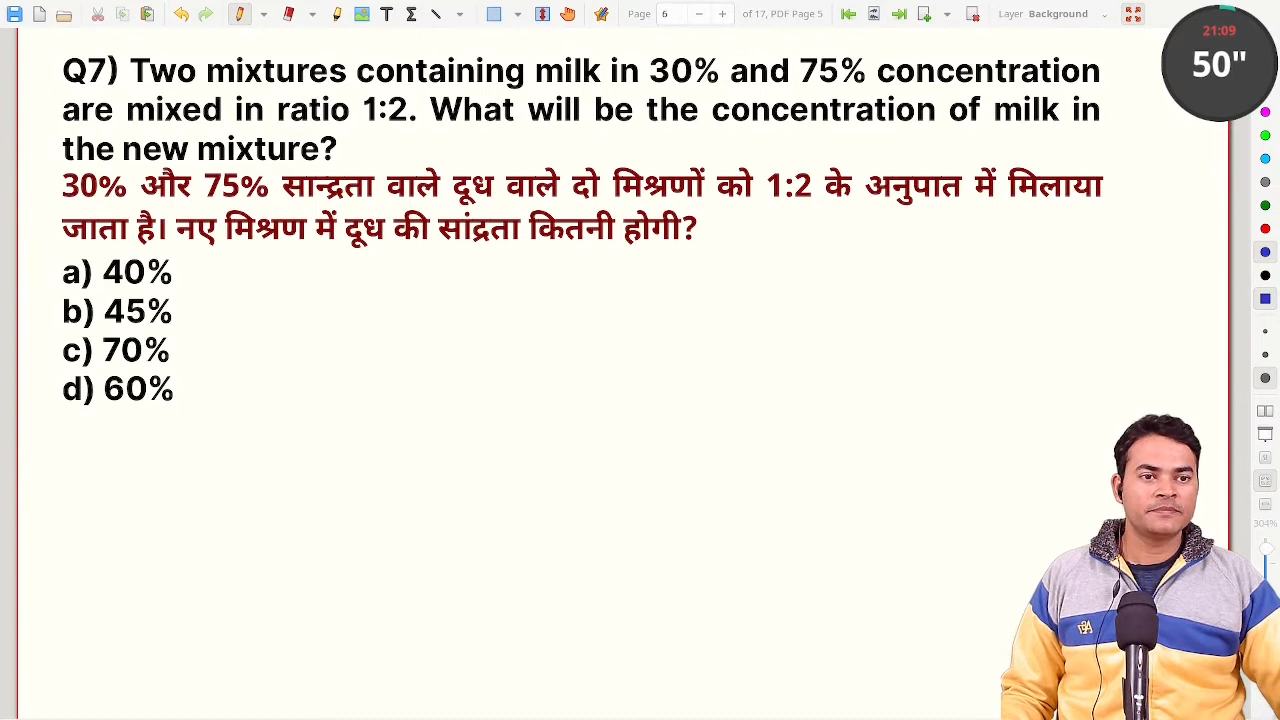 Page 6 of 17, PDF Page 5 Layer Background
21:09
50"
Q7) Two mixtures containing milk in 30% and 75% concentration
are mixed in ratio 1:2. What will be the concentration of milk in
the new mixture?
30% और 75% सान्द्रता वाले दूध वाले दो मिश्रणों को 1:2 के अनुपात में मिलाया
जाता है। नए मिश्रण में दूध की सांद्रता कितनी होगी?
a) 40%
b) 45%
c) 70%
d) 60%
304%